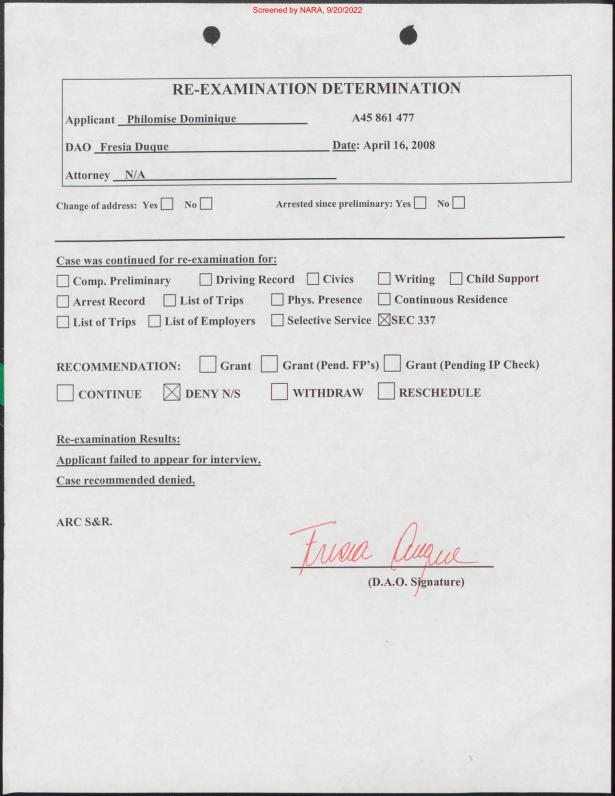 Screened by NARA, 9/20/2022
RE-EXAMINATION DETERMINATION
Applicant Philomise Dominique A45 861 477
DAO Fresia Duque Date: April 16, 2008
Attorney N/A
Change of address: Yes ☐ No ☐ Arrested since preliminary: Yes ☐ No ☐
Case was continued for re-examination for:
☐ Comp. Preliminary ☐ Driving Record ☐ Civics ☐ Writing ☐ Child Support
☐ Arrest Record ☐ List of Trips ☐ Phys. Presence ☐ Continuous Residence
☐ List of Trips ☐ List of Employers ☐ Selective Service ☒ SEC 337
RECOMMENDATION: ☐ Grant ☐ Grant (Pend. FP's) ☐ Grant (Pending IP Check)
☐ CONTINUE ☒ DENY N/S ☐ WITHDRAW ☐ RESCHEDULE
Re-examination Results:
Applicant failed to appear for interview.
Case recommended denied.
ARC S&R.
Fresia Duque
(D.A.O. Signature)